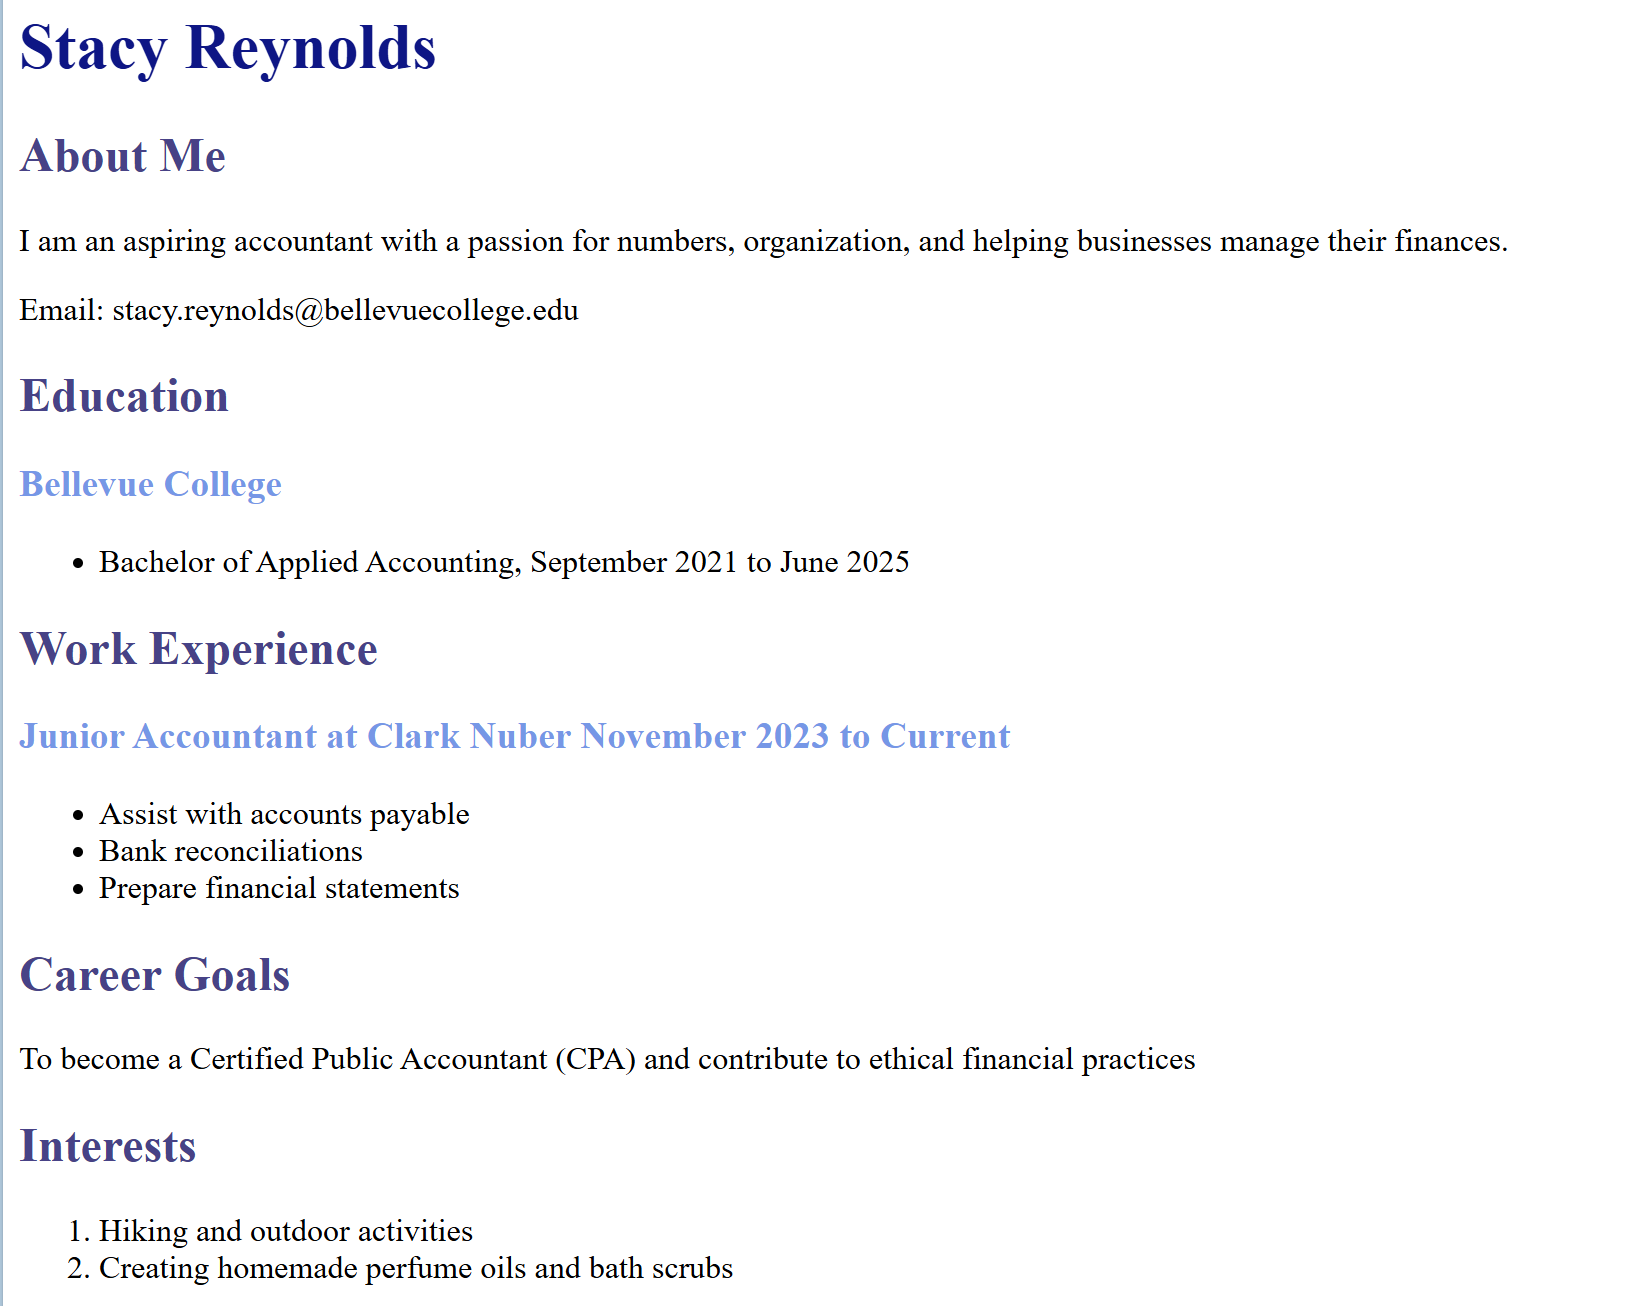 Stacy Reynolds
About Me
I am an aspiring accountant with a passion for numbers, organization, and helping businesses manage their finances.
Email: stacy.reynolds@bellevuecollege.edu
Education
Bellevue College
• Bachelor of Applied Accounting, September 2021 to June 2025
Work Experience
Junior Accountant at Clark Nuber November 2023 to Current
• Assist with accounts payable
• Bank reconciliations
• Prepare financial statements
Career Goals
To become a Certified Public Accountant (CPA) and contribute to ethical financial practices
Interests
1. Hiking and outdoor activities
2. Creating homemade perfume oils and bath scrubs